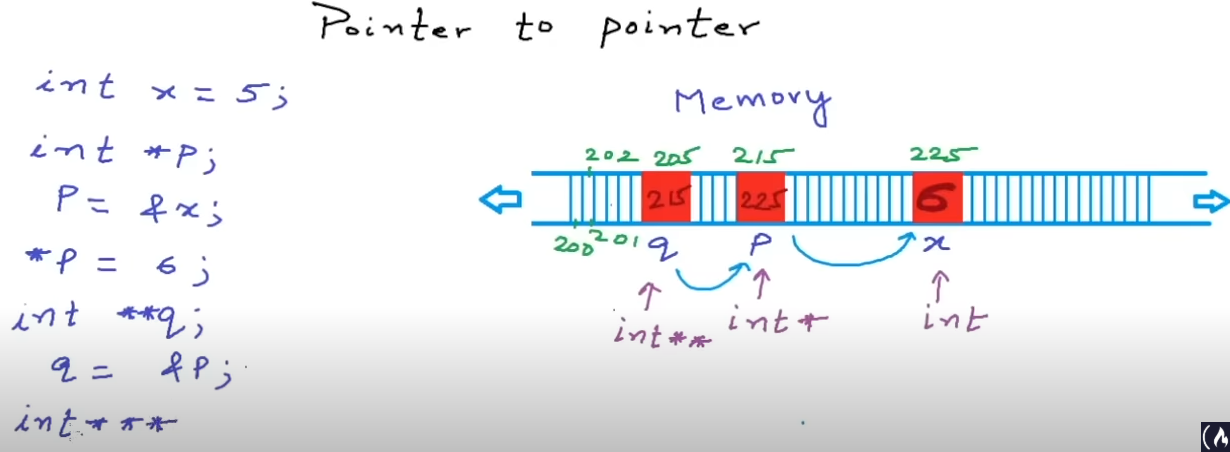 Pointer to pointer
int x = 5;
int *p;
p = &x;
*p = 6;
int **q;
q = &p;
int***
Memory
202 205 215 225
215 225 6
200 201 q p x
int** int* int